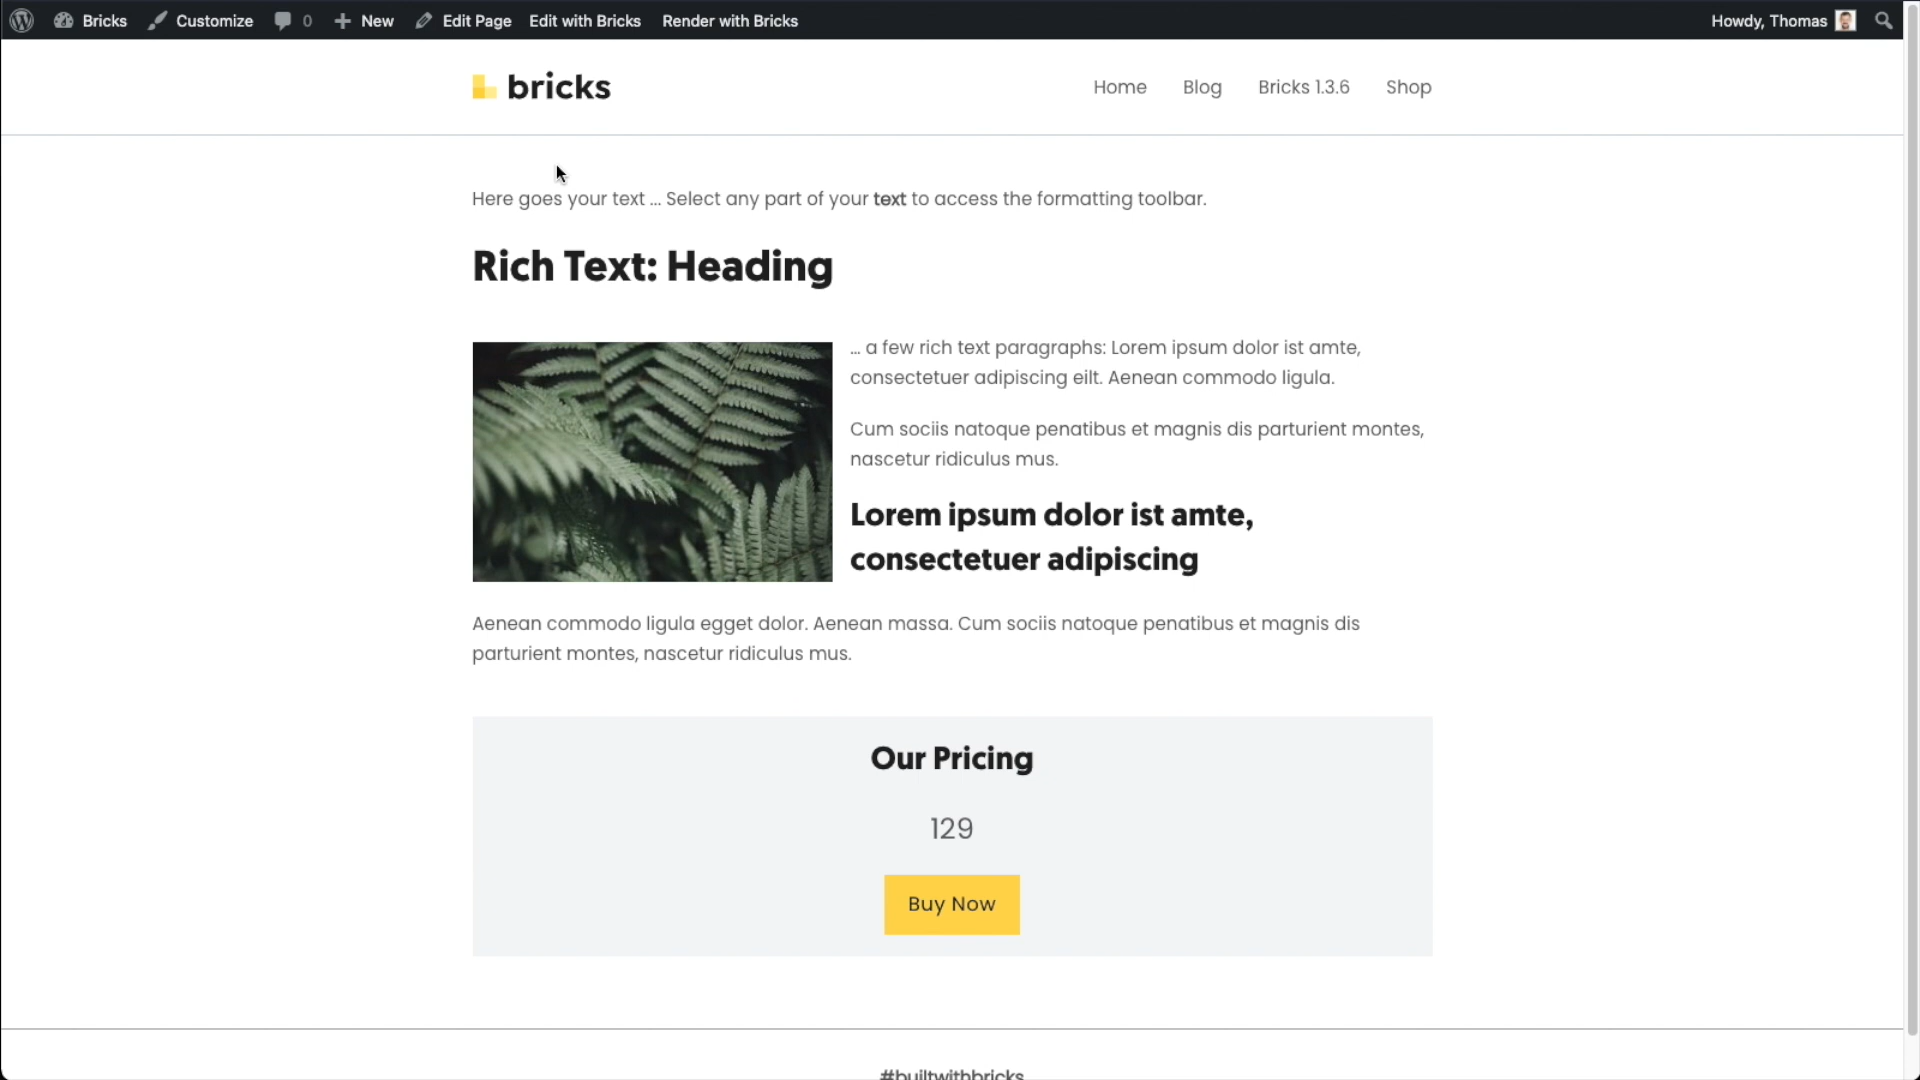 Bricks Customize 0 New Edit Page Edit with Bricks Render with Bricks Howdy, Thomas
bricks Home Blog Bricks 1.3.6 Shop
Here goes your text ... Select any part of your text to access the formatting toolbar.
Rich Text: Heading
... a few rich text paragraphs: Lorem ipsum dolor ist amte,
consectetuer adipiscing eilt. Aenean commodo ligula.
Cum sociis natoque penatibus et magnis dis parturient montes,
nascetur ridiculus mus.
Lorem ipsum dolor ist amte,
consectetuer adipiscing
Aenean commodo ligula egget dolor. Aenean massa. Cum sociis natoque penatibus et magnis dis
parturient montes, nascetur ridiculus mus.
Our Pricing
129
Buy Now
#builtwithbricks